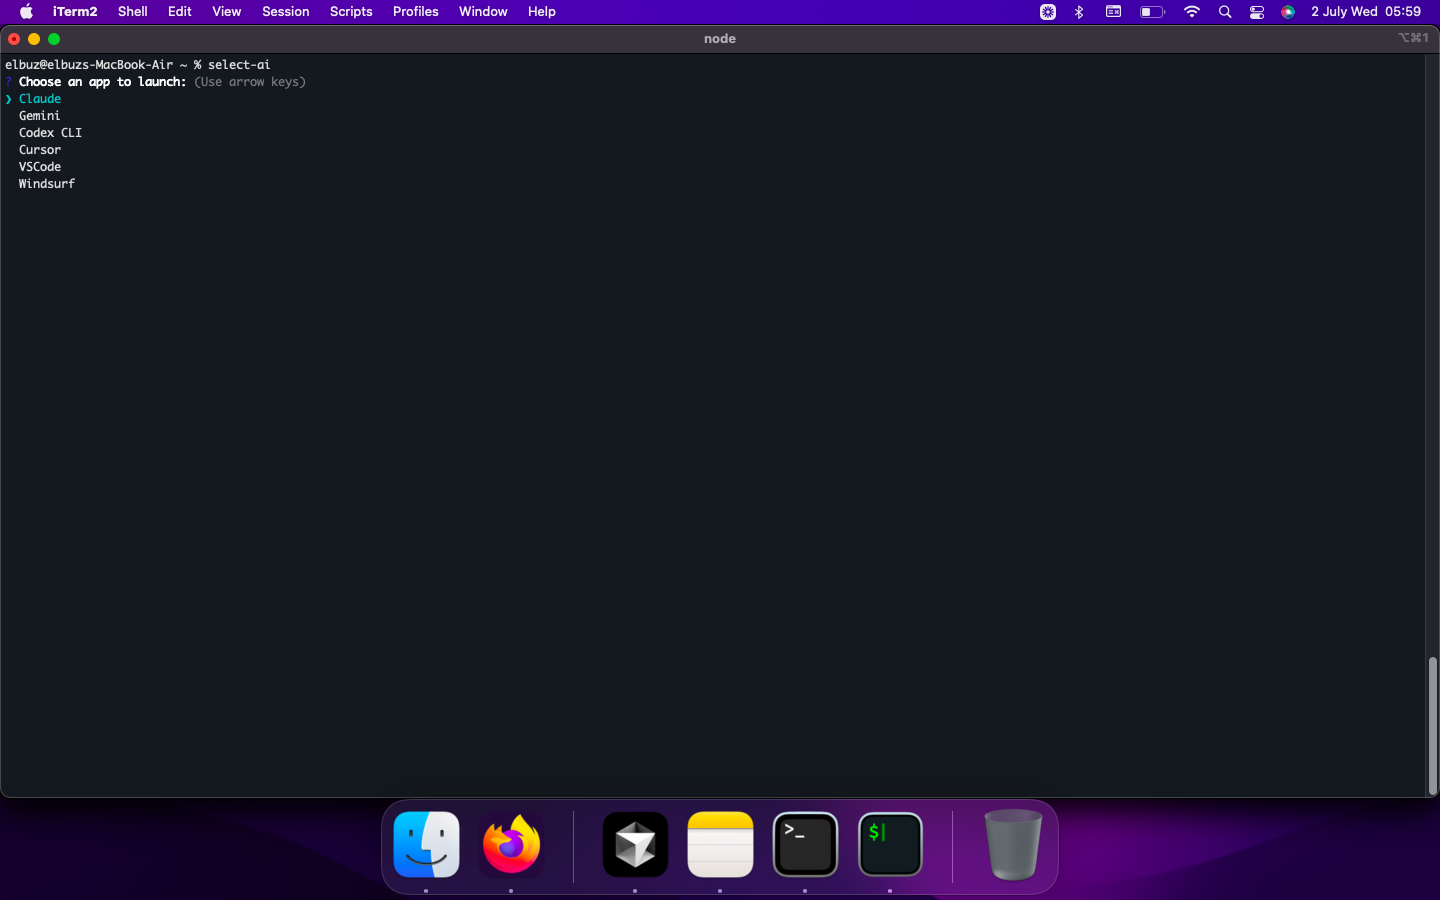 iTerm2 Shell Edit View Session Scripts Profiles Window Help 2 July Wed 05:59
node ⌥⌘1
elbuz@elbuzs-MacBook-Air ~ % select-ai
? Choose an app to launch: (Use arrow keys)
❯ Claude
Gemini
Codex CLI
Cursor
VSCode
Windsurf
>_ $